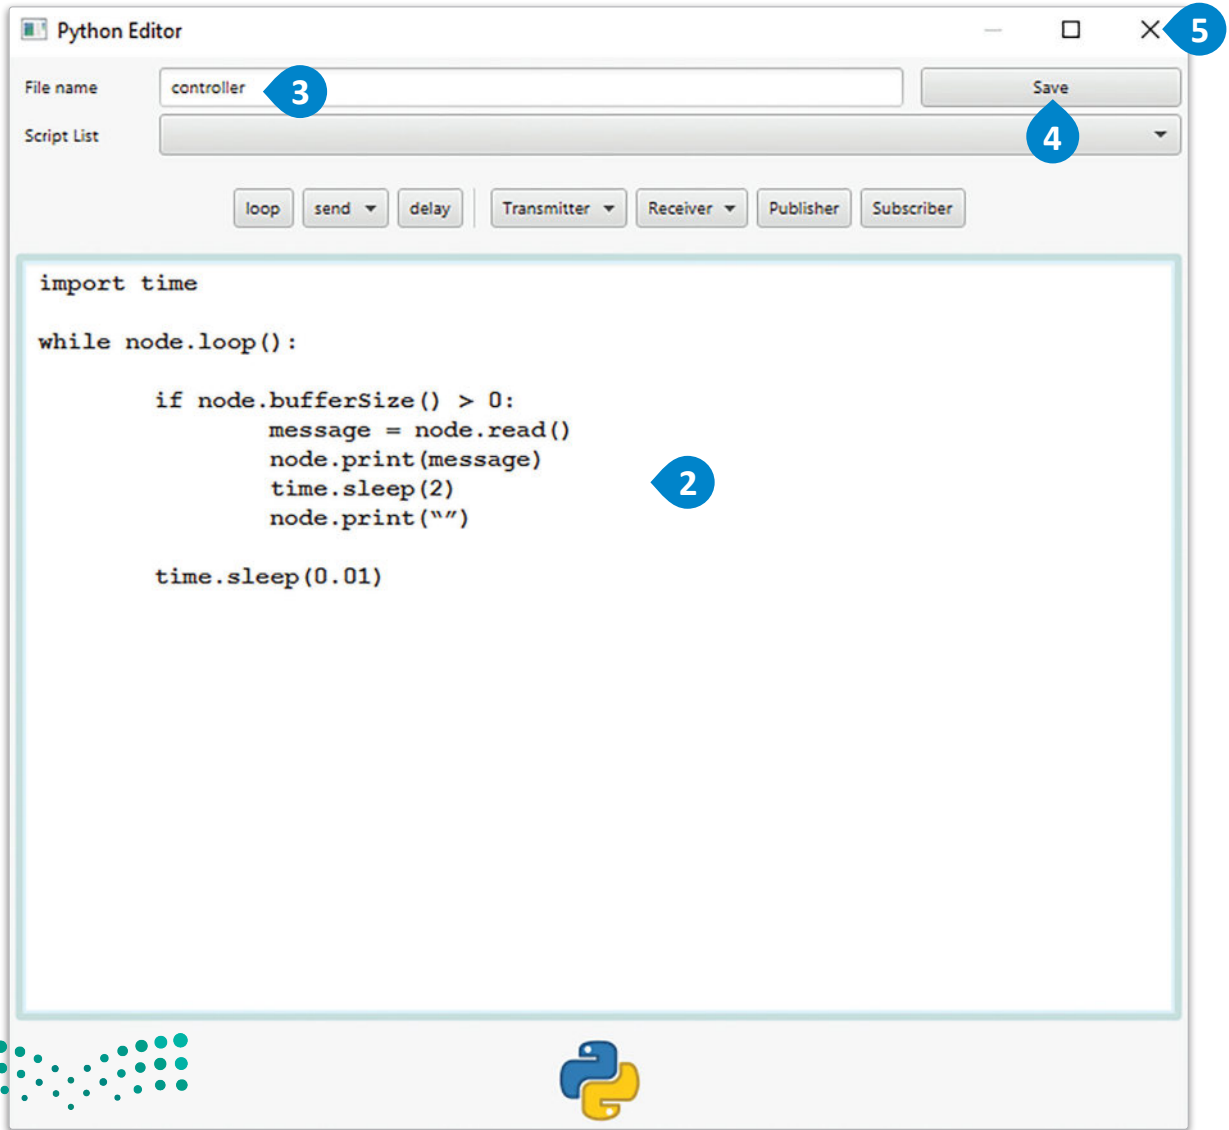 Python Editor
5
File name
controller
3
Save
Script List
4
loop
send
delay
Transmitter
Receiver
Publisher
Subscriber
import time
while node.loop():
if node.bufferSize() > 0:
message = node.read()
node.print(message)
time.sleep(2)
node.print(“”)
2
time.sleep(0.01)